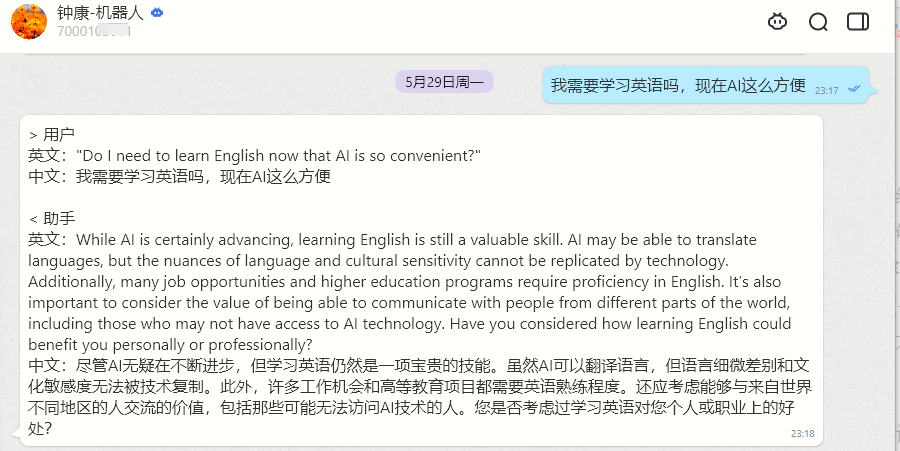 钟康-机器人
5月29日周一
我需要学习英语吗，现在AI这么方便 23:17
> 用户
英文："Do I need to learn English now that AI is so convenient?"
中文：我需要学习英语吗，现在AI这么方便
< 助手
英文：While AI is certainly advancing, learning English is still a valuable skill. AI may be able to translate
languages, but the nuances of language and cultural sensitivity cannot be replicated by technology.
Additionally, many job opportunities and higher education programs require proficiency in English. It’s also
important to consider the value of being able to communicate with people from different parts of the world,
including those who may not have access to AI technology. Have you considered how learning English could
benefit you personally or professionally?
中文：尽管AI无疑在不断进步，但学习英语仍然是一项宝贵的技能。虽然AI可以翻译语言，但语言细微差别和文
化敏感度无法被技术复制。此外，许多工作机会和高等教育项目都需要英语熟练程度。还应考虑能够与来自世界
不同地区的人交流的价值，包括那些可能无法访问AI技术的人。您是否考虑过学习英语对您个人或职业上的好
处？
23:18